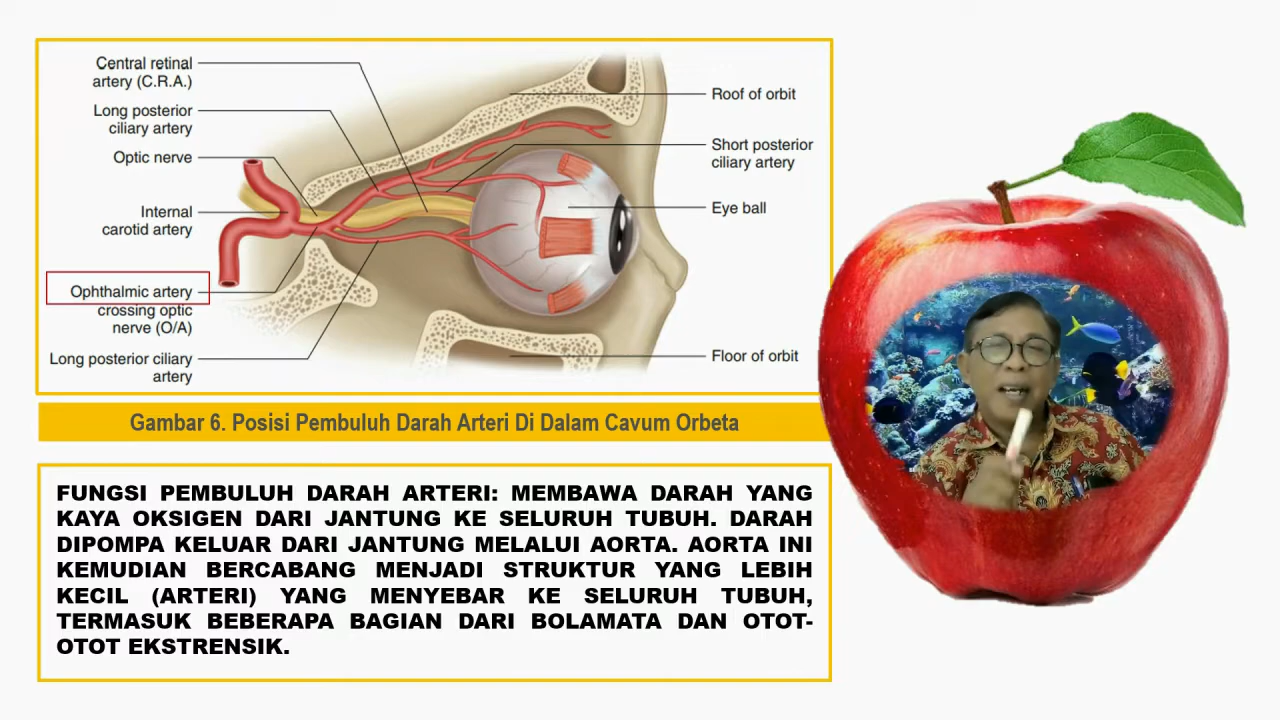 Central retinal
artery (C.R.A.)
Long posterior
ciliary artery
Optic nerve
Internal
carotid artery
Ophthalmic artery
crossing optic
nerve (O/A)
Long posterior ciliary
artery
Roof of orbit
Short posterior
ciliary artery
Eye ball
Floor of orbit
Gambar 6. Posisi Pembuluh Darah Arteri Di Dalam Cavum Orbeta
FUNGSI PEMBULUH DARAH ARTERI: MEMBAWA DARAH YANG
KAYA OKSIGEN DARI JANTUNG KE SELURUH TUBUH. DARAH
DIPOMPA KELUAR DARI JANTUNG MELALUI AORTA. AORTA INI
KEMUDIAN BERCABANG MENJADI STRUKTUR YANG LEBIH
KECIL (ARTERI) YANG MENYEBAR KE SELURUH TUBUH,
TERMASUK BEBERAPA BAGIAN DARI BOLAMATA DAN OTOT-
OTOT EKSTRENSIK.